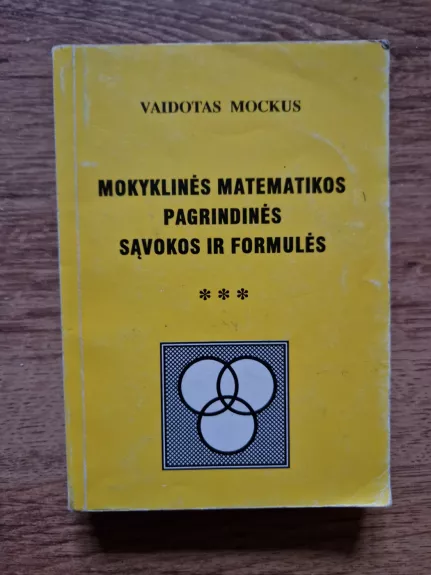 VAIDOTAS MOCKUS
MOKYKLINĖS MATEMATIKOS
PAGRINDINĖS
SĄVOKOS IR FORMULĖS
***